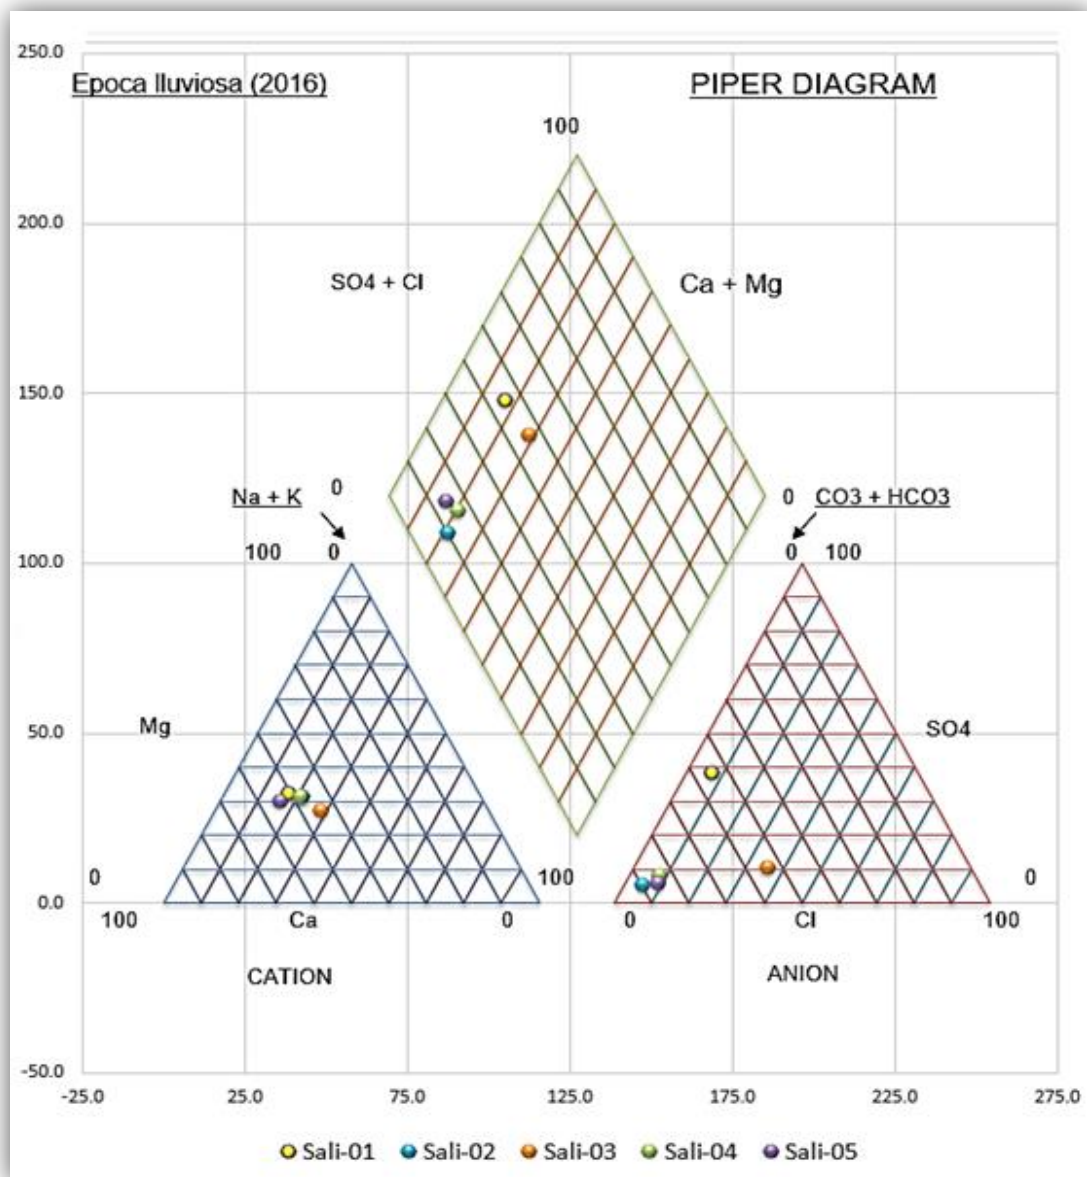 250.0
Epoca lluviosa (2016) PIPER DIAGRAM
100
200.0
SO4 + Cl Ca + Mg
150.0
Na + K 0 0 CO3 + HCO3
100.0 100 0 0 100
Mg SO4
50.0
0 100 0
0.0
100 Ca 0 0 Cl 100
CATION ANION
-50.0
-25.0 25.0 75.0 125.0 175.0 225.0 275.0
Sali-01 Sali-02 Sali-03 Sali-04 Sali-05